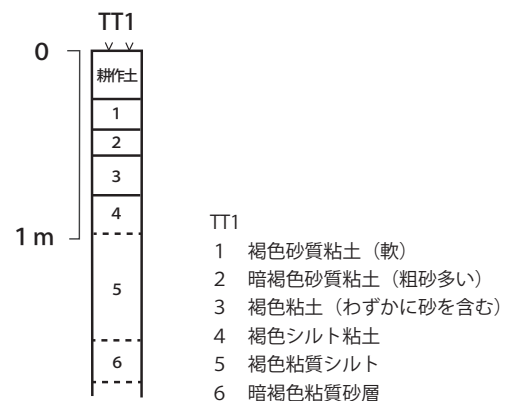 TT1
0
耕作土
1
2
3
4
1 m
5
6
TT1
1 褐色砂質粘土（軟）
2 暗褐色砂質粘土（粗砂多い）
3 褐色粘土（わずかに砂を含む）
4 褐色シルト粘土
5 褐色粘質シルト
6 暗褐色粘質砂層